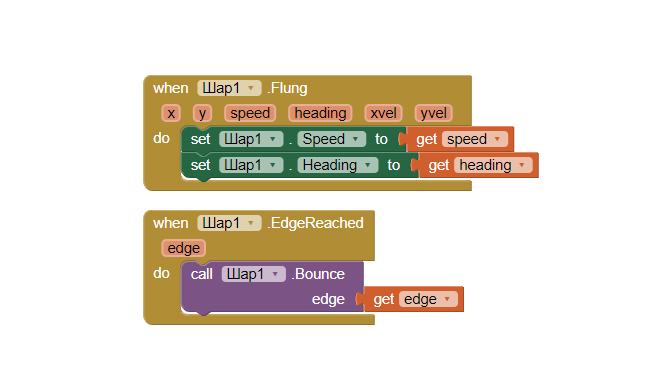 when Шар1 .Flung
x y speed heading xvel yvel
do set Шар1 . Speed to get speed
set Шар1 . Heading to get heading
when Шар1 .EdgeReached
edge
do call Шар1 .Bounce
edge get edge